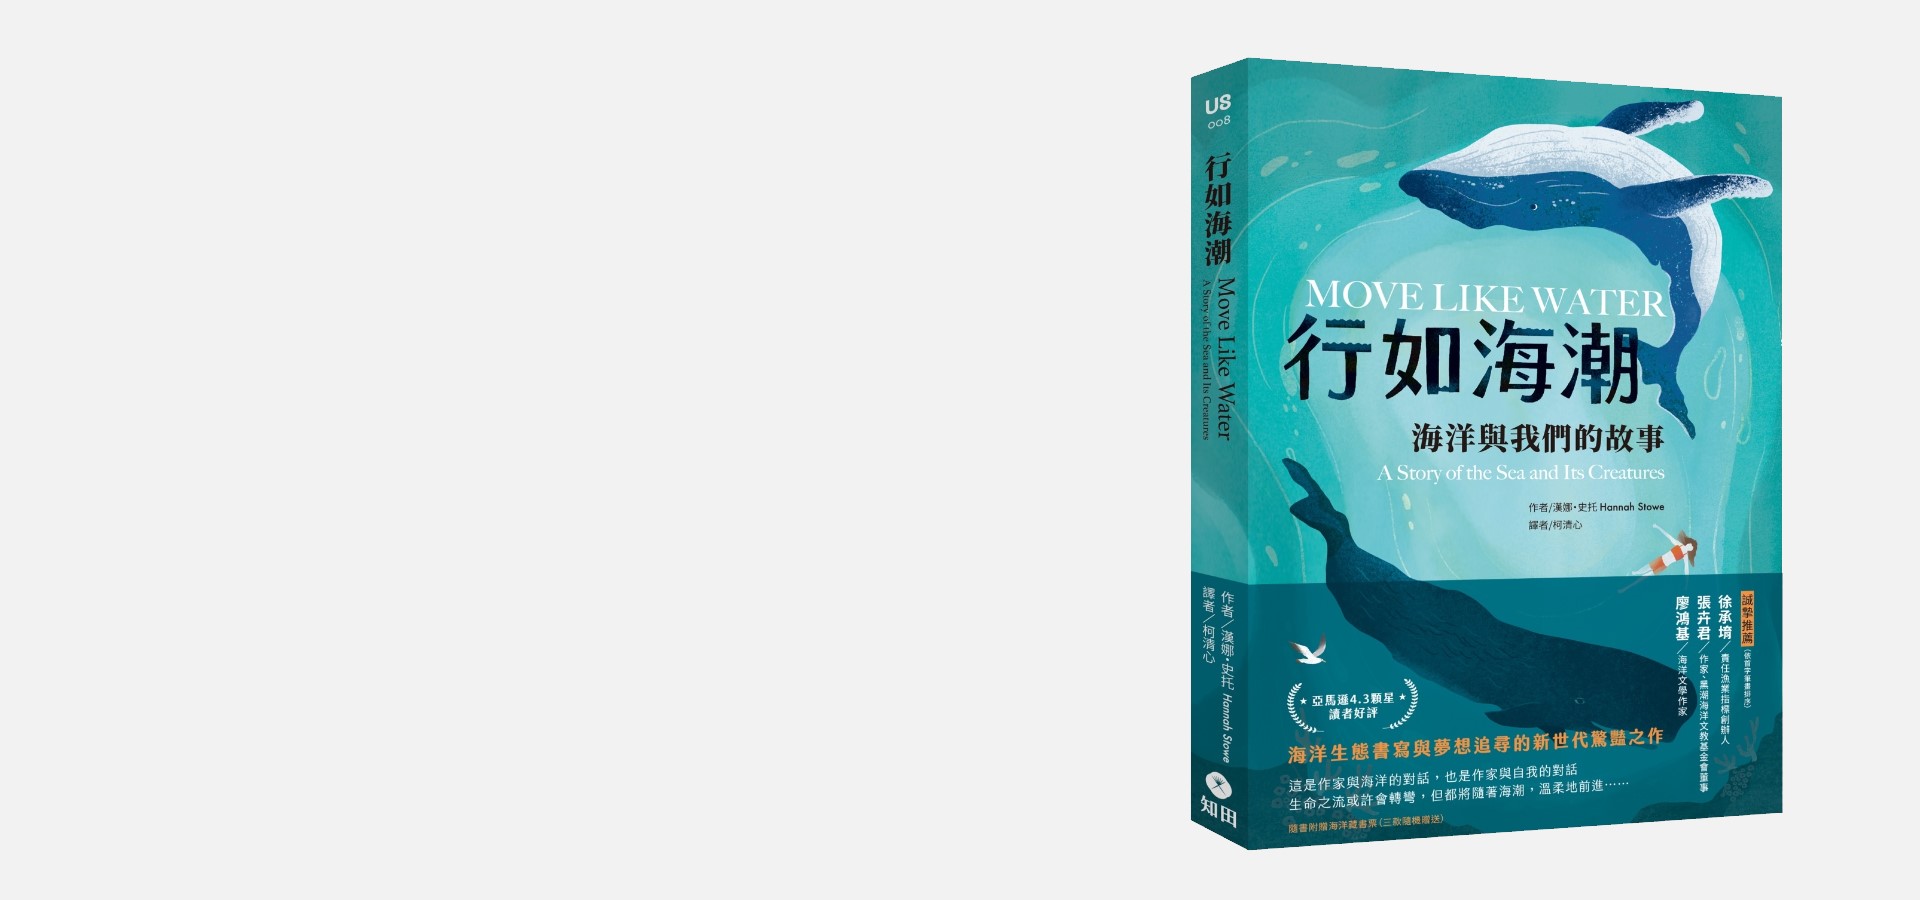 US
008
行如海潮
Move Like Water
A Story of the Sea and Its Creatures
作者／漢娜・史托 Hannah Stowe
譯者／柯清心
知田
MOVE LIKE WATER
行如海潮
海洋與我們的故事
A Story of the Sea and Its Creatures
作者/漢娜・史托 Hannah Stowe
譯者/柯清心
誠摯推薦（依首字筆畫排序）
徐承堉／責任漁業指標創辦人
張卉君／作家、黑潮海洋文教基金會董事
廖鴻基／海洋文學作家
★ 亞馬遜4.3顆星 ★
讀者好評
海洋生態書寫與夢想追尋的新世代驚豔之作
這是作家與海洋的對話，也是作家與自我的對話
生命之流或許會轉彎，但都將隨著海潮，溫柔地前進……
隨書附贈海洋藏書票（三款隨機贈送）